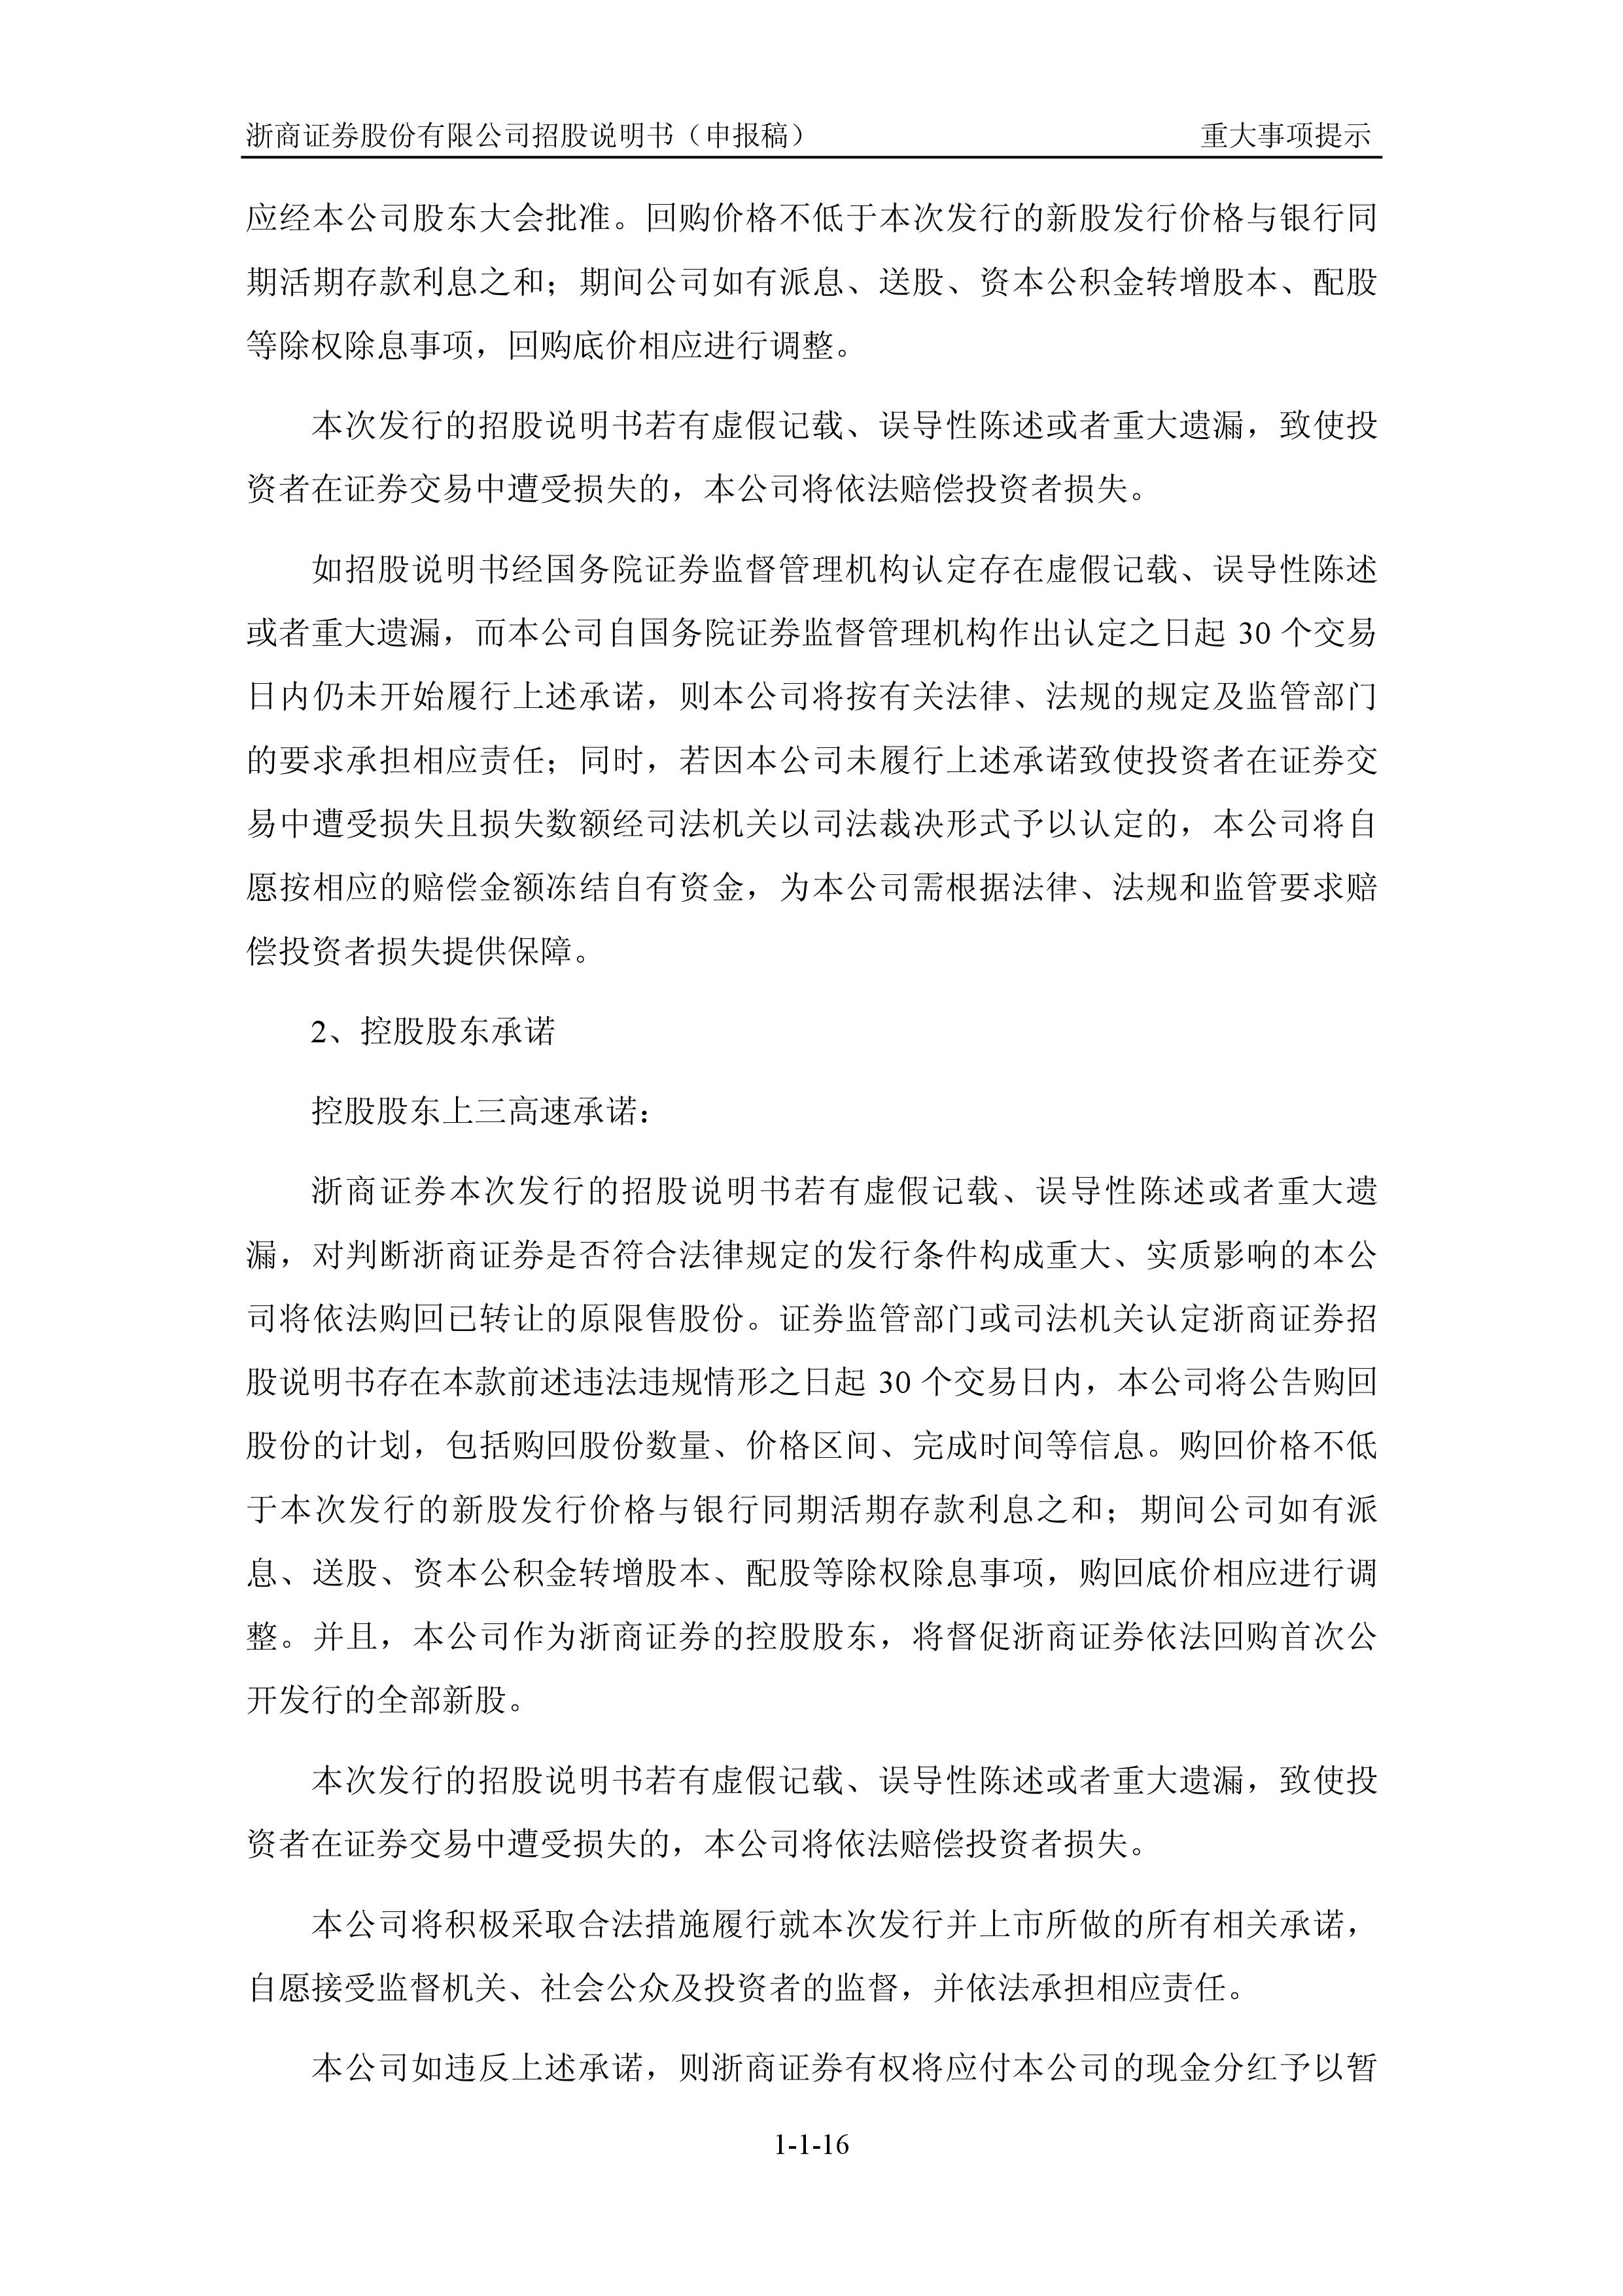 浙商证券股份有限公司招股说明书（申报稿） 重大事项提示
应经本公司股东大会批准。回购价格不低于本次发行的新股发行价格与银行同
期活期存款利息之和；期间公司如有派息、送股、资本公积金转增股本、配股
等除权除息事项，回购底价相应进行调整。
本次发行的招股说明书若有虚假记载、误导性陈述或者重大遗漏，致使投
资者在证券交易中遭受损失的，本公司将依法赔偿投资者损失。
如招股说明书经国务院证券监督管理机构认定存在虚假记载、误导性陈述
或者重大遗漏，而本公司自国务院证券监督管理机构作出认定之日起 30 个交易
日内仍未开始履行上述承诺，则本公司将按有关法律、法规的规定及监管部门
的要求承担相应责任；同时，若因本公司未履行上述承诺致使投资者在证券交
易中遭受损失且损失数额经司法机关以司法裁决形式予以认定的，本公司将自
愿按相应的赔偿金额冻结自有资金，为本公司需根据法律、法规和监管要求赔
偿投资者损失提供保障。
2、控股股东承诺
控股股东上三高速承诺：
浙商证券本次发行的招股说明书若有虚假记载、误导性陈述或者重大遗
漏，对判断浙商证券是否符合法律规定的发行条件构成重大、实质影响的本公
司将依法购回已转让的原限售股份。证券监管部门或司法机关认定浙商证券招
股说明书存在本款前述违法违规情形之日起 30 个交易日内，本公司将公告购回
股份的计划，包括购回股份数量、价格区间、完成时间等信息。购回价格不低
于本次发行的新股发行价格与银行同期活期存款利息之和；期间公司如有派
息、送股、资本公积金转增股本、配股等除权除息事项，购回底价相应进行调
整。并且，本公司作为浙商证券的控股股东，将督促浙商证券依法回购首次公
开发行的全部新股。
本次发行的招股说明书若有虚假记载、误导性陈述或者重大遗漏，致使投
资者在证券交易中遭受损失的，本公司将依法赔偿投资者损失。
本公司将积极采取合法措施履行就本次发行并上市所做的所有相关承诺，
自愿接受监督机关、社会公众及投资者的监督，并依法承担相应责任。
本公司如违反上述承诺，则浙商证券有权将应付本公司的现金分红予以暂
1-1-16